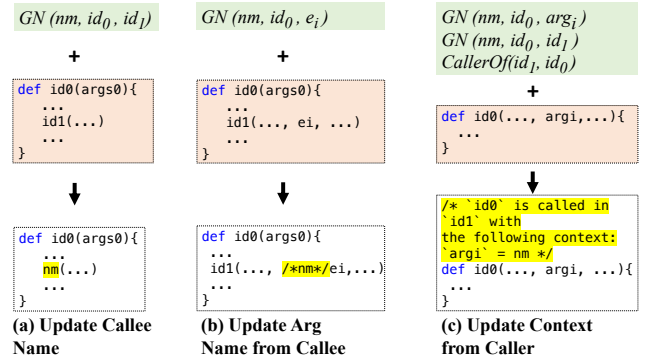 GN (nm, id0 , id1)
+
def id0(args0){
...
id1(...)
...
}
def id0(args0){
...
nm(...)
...
}
(a) Update Callee
Name
GN (nm, id0 , ei)
+
def id0(args0){
...
id1(..., ei, ...)
...
}
def id0(args0){
...
id1(..., /*nm*/ei,...)
...
}
(b) Update Arg
Name from Callee
GN (nm, id0 , argi)
GN (nm, id0 , id1)
CallerOf(id1, id0)
+
def id0(..., argi,...){
...
}
/* `id0` is called in
`id1` with
the following context:
`argi` = nm */
def id0(..., argi, ...){
...
}
(c) Update Context
from Caller